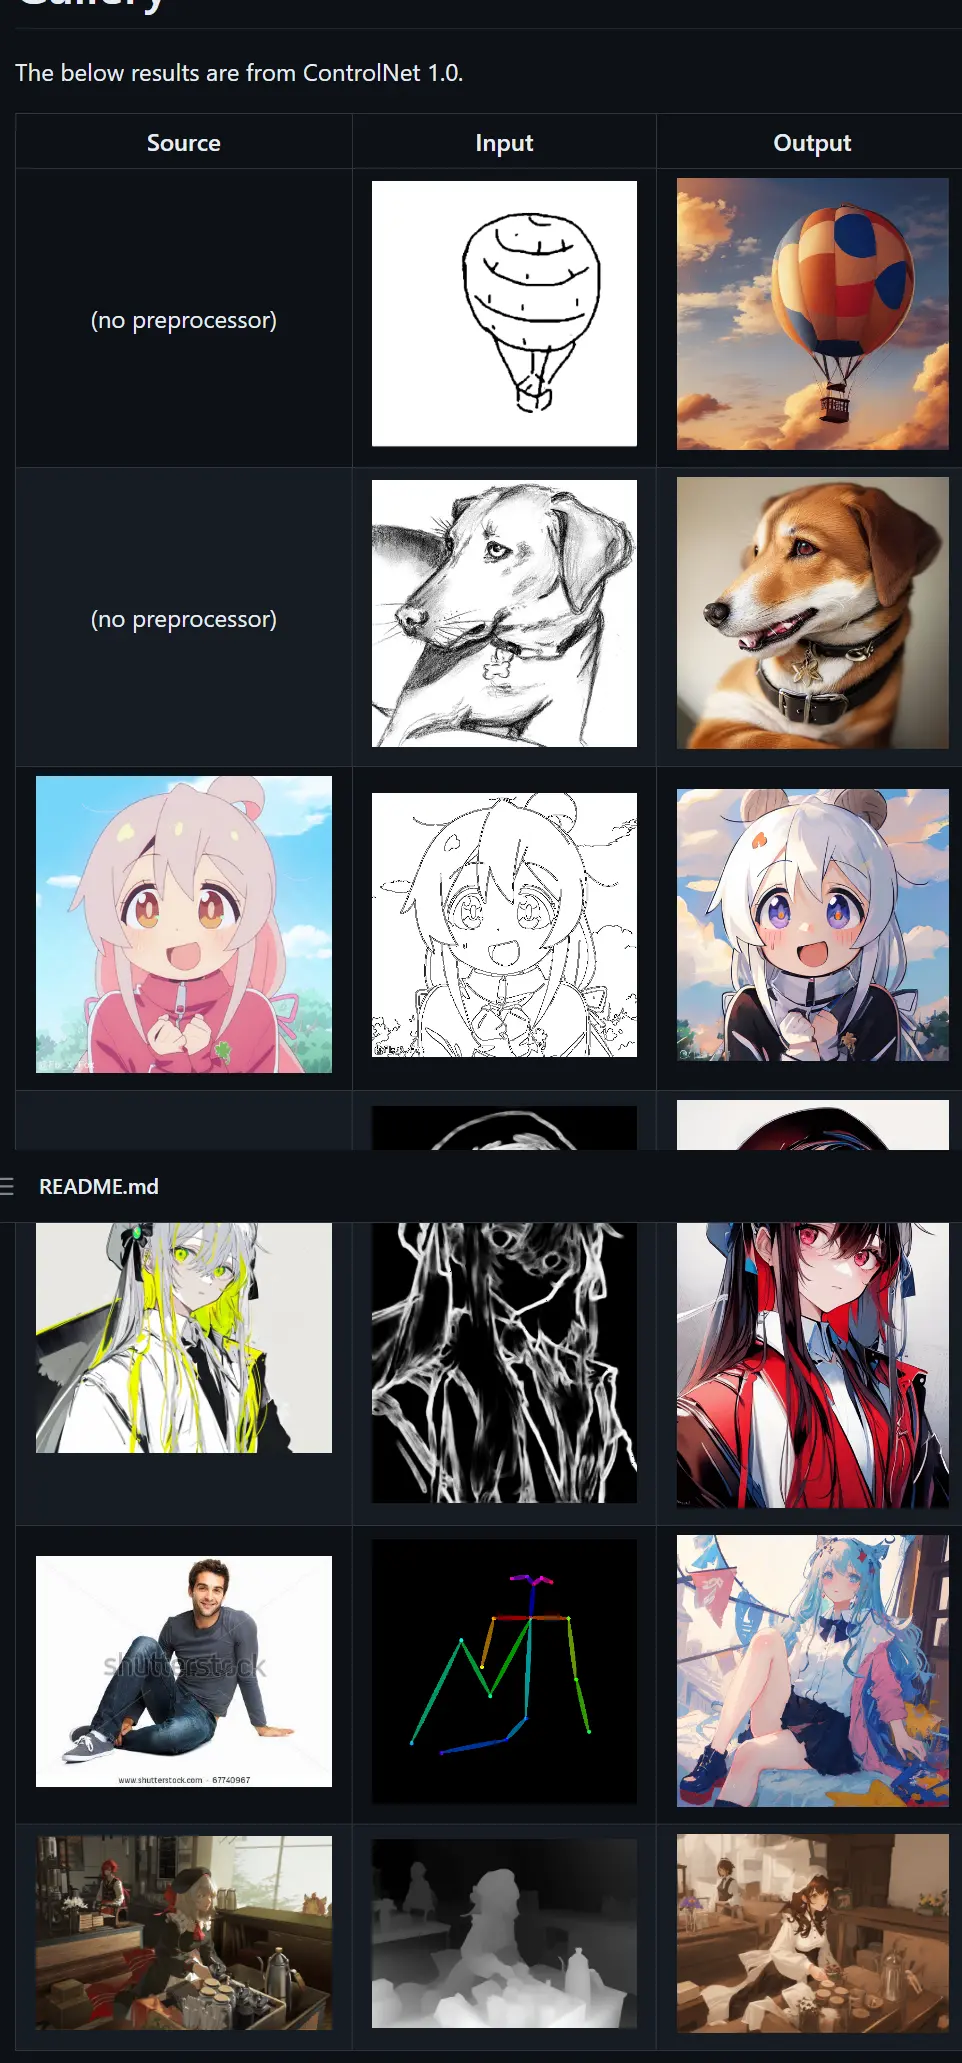 Gallery
The below results are from ControlNet 1.0.
Source Input Output
(no preprocessor)
(no preprocessor)
README.md
shutterstock
www.shutterstock.com · 67740967